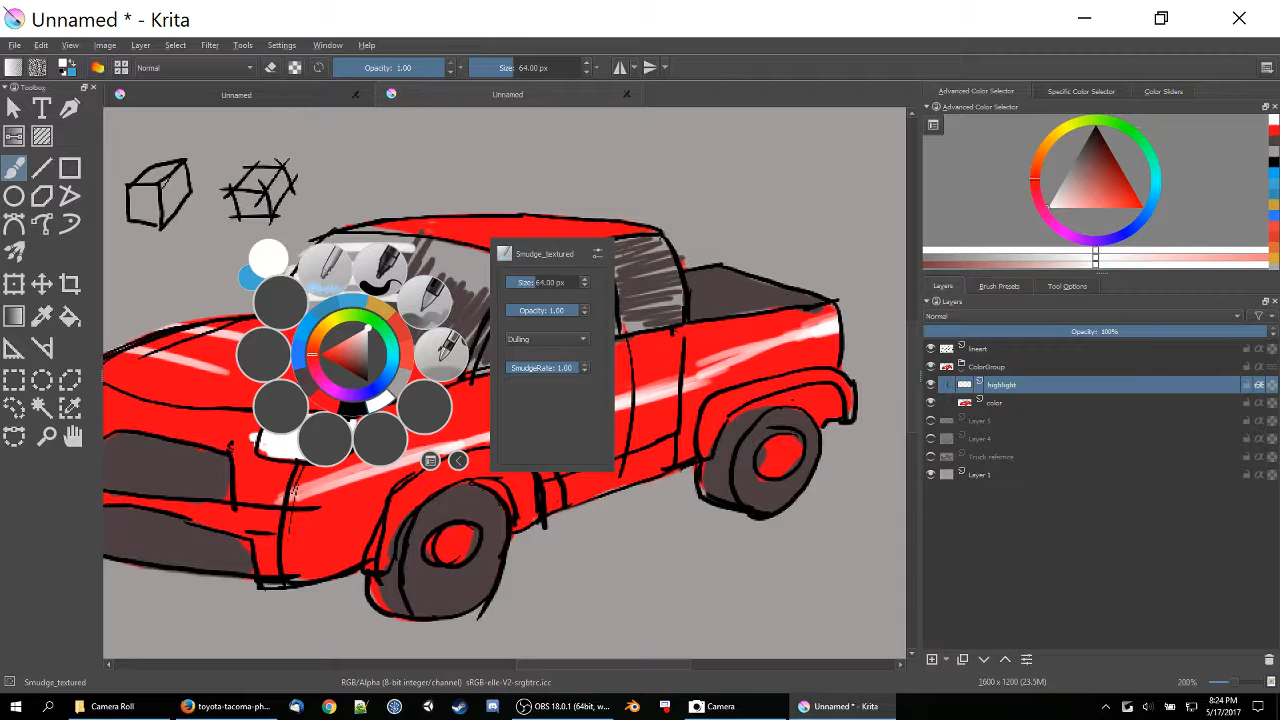 Unnamed * - Krita
File Edit View Image Layer Select Filter Tools Settings Window Help
Normal Opacity: 1.00 Size: 64.00 px
Toolbox
Unnamed
Unnamed
Advanced Color Selector Specific Color Selector Color Sliders
Advanced Color Selector
Smudge_textured
Size: 64.00 px
Opacity: 1.00
Dulling
SmudgeRate: 1.00
Layers Brush Presets Tool Options
Layers
Normal
Opacity: 100%
lineart
ColorGroup
highlight
color
Layer 5
Layer 4
Truck refernce
Layer 1
Smudge_textured RGB/Alpha (8-bit integer/channel) sRGB-elle-V2-srgbtrc.icc 1600 x 1200 (23.5M) 200%
Camera Roll toyota-tacoma-ph... OBS 18.0.1 (64bit, w... Camera Unnamed * - Krita
8:24 PM
5/17/2017